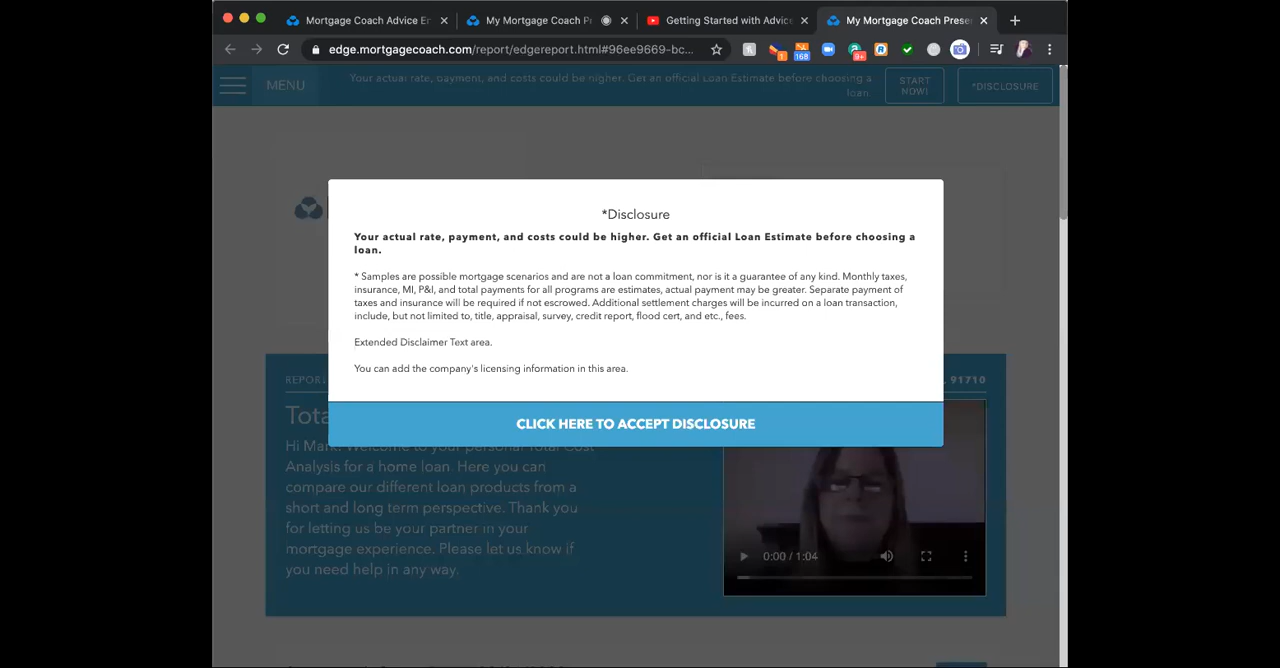 Mortgage Coach Advice Er
My Mortgage Coach Pr
Getting Started with Advice
My Mortgage Coach Prese
edge.mortgagecoach.com/report/edgereport.html#96ee9669-bc...
1
168
9+
MENU
Your actual rate, payment, and costs could be higher. Get an official Loan Estimate before choosing a
loan.
START
NOW!
*DISCLOSURE
*Disclosure
Your actual rate, payment, and costs could be higher. Get an official Loan Estimate before choosing a
loan.
* Samples are possible mortgage scenarios and are not a loan commitment, nor is it a guarantee of any kind. Monthly taxes,
insurance, MI, P&I, and total payments for all programs are estimates, actual payment may be greater. Separate payment of
taxes and insurance will be required if not escrowed. Additional settlement charges will be incurred on a loan transaction,
include, but not limited to, title, appraisal, survey, credit report, flood cert, and etc., fees.
Extended Disclaimer Text area.
You can add the company's licensing information in this area.
CLICK HERE TO ACCEPT DISCLOSURE
REPOR
91710
Tota
Hi Mark! Welcome to your personal Total Cost
Analysis for a home loan. Here you can
compare our different loan products from a
short and long term perspective. Thank you
for letting us be your partner in your
mortgage experience. Please let us know if
you need help in any way.
0:00 / 1:04